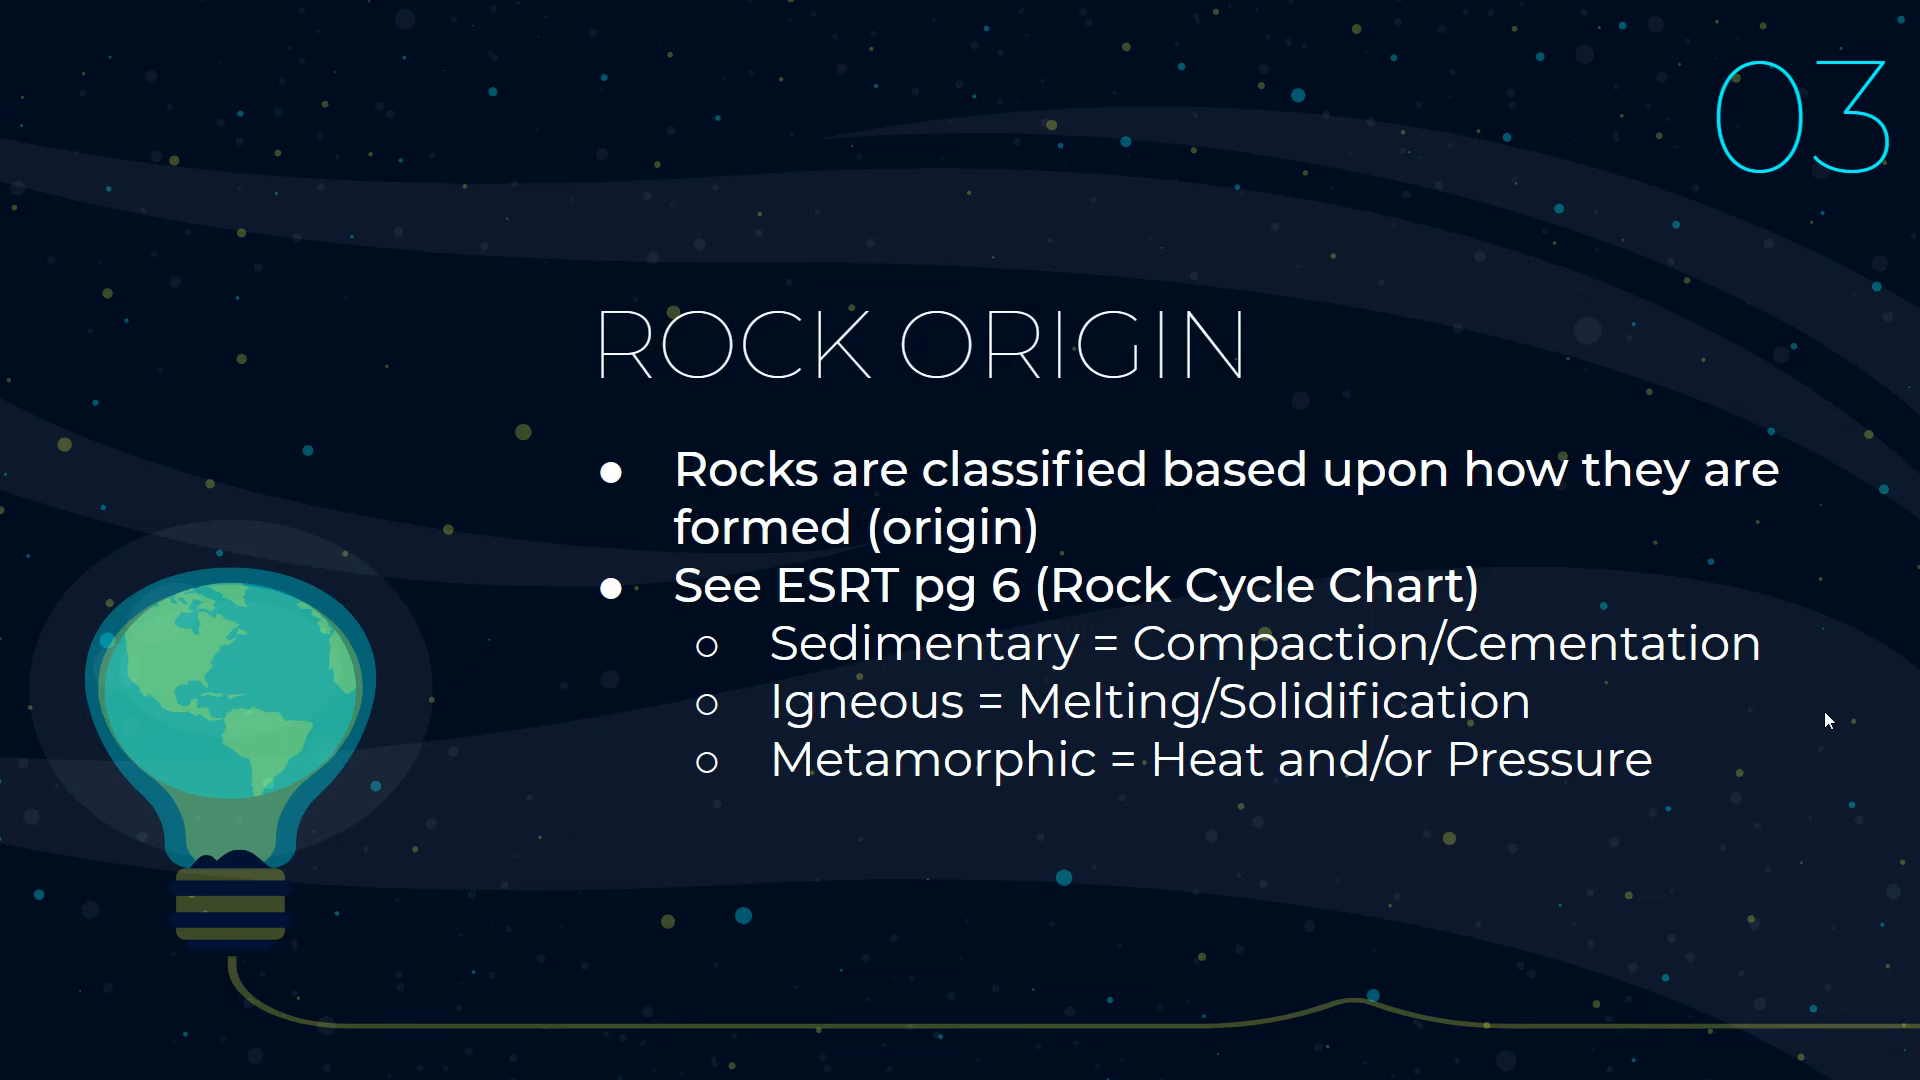 03
ROCK ORIGIN
● Rocks are classified based upon how they are
formed (origin)
● See ESRT pg 6 (Rock Cycle Chart)
○ Sedimentary = Compaction/Cementation
○ Igneous = Melting/Solidification
○ Metamorphic = Heat and/or Pressure